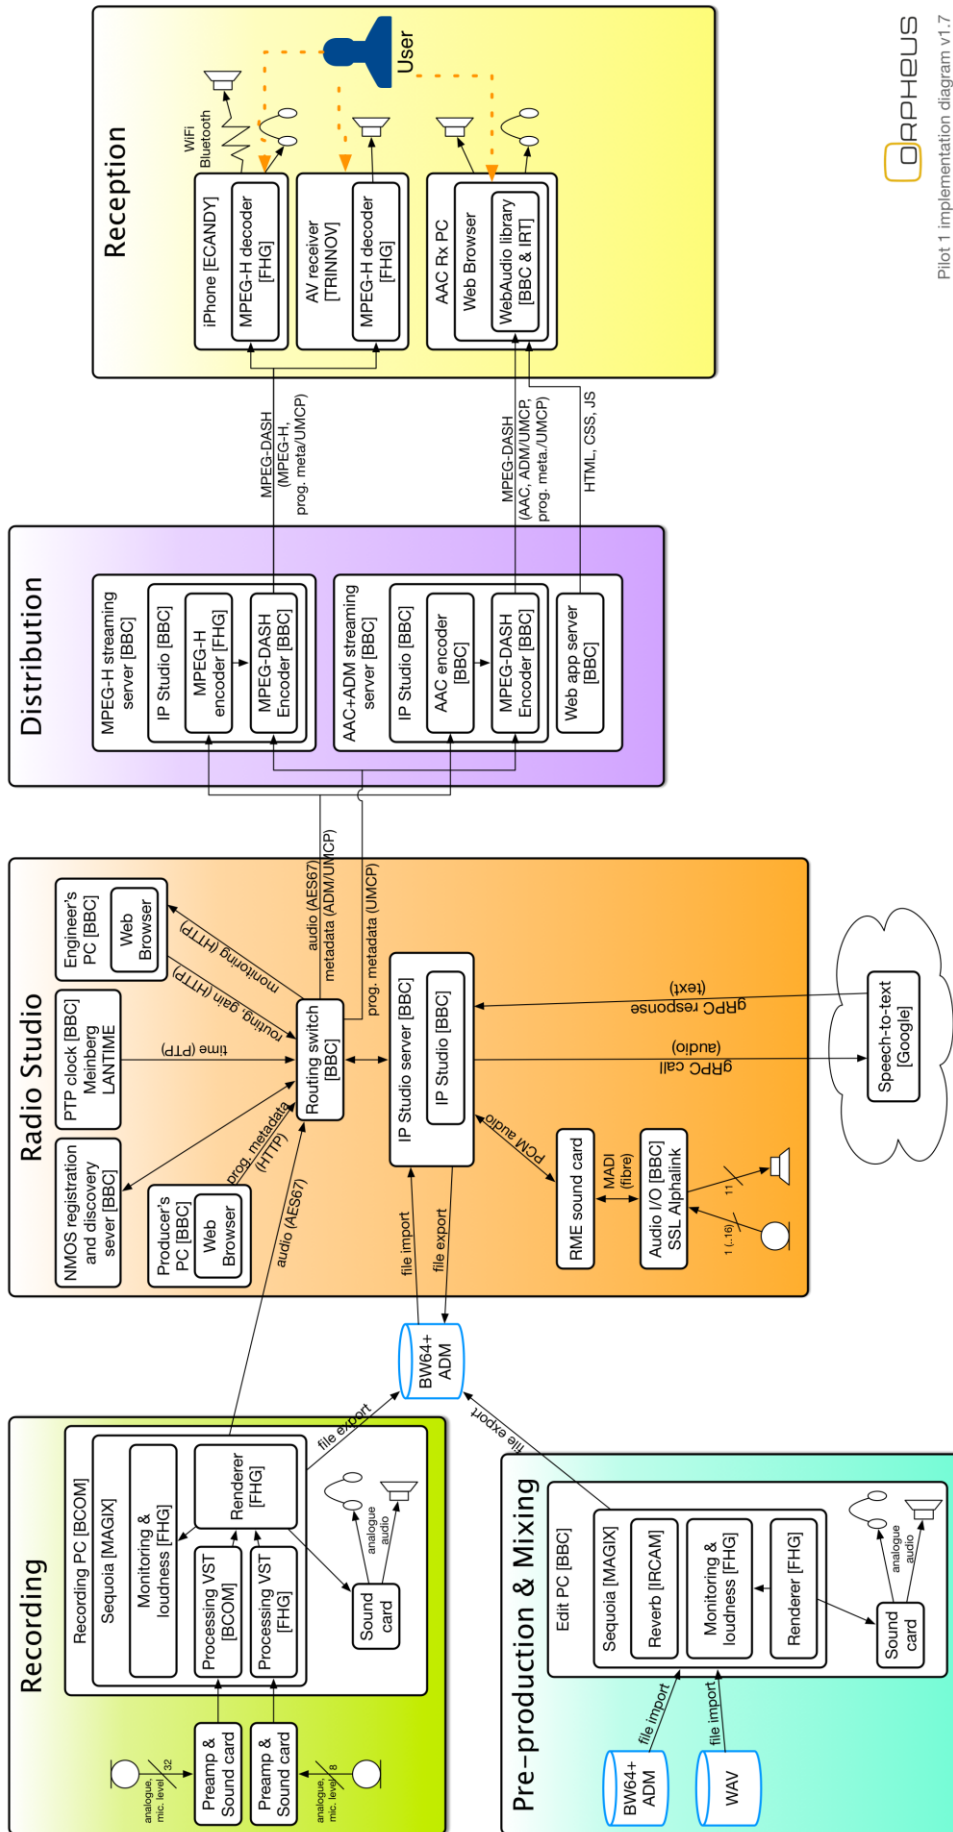 Recording
analogue,
mic. level
32
Preamp &
Sound card
Preamp &
Sound card
analogue,
mic. level
8
Recording PC [BCOM]
Sequoia [MAGIX]
Monitoring &
loudness [FHG]
Processing VST
[BCOM]
Processing VST
[FHG]
Renderer
[FHG]
Sound
card
analogue
audio
file export
Pre-production & Mixing
BW64+
ADM
WAV
file import
file import
Edit PC [BBC]
Sequoia [MAGIX]
Reverb [IRCAM]
Monitoring &
loudness [FHG]
Renderer [FHG]
Sound
card
analogue
audio
file export
BW64+
ADM
file import
file export
Radio Studio
NMOS registration
and discovery
sever [BBC]
PTP clock [BBC]
Meinberg
LANTIME
Engineer's
PC [BBC]
Web
Browser
Producer's
PC [BBC]
Web
Browser
prog. metadata
(HTTP)
time (PTP)
routing, gain (HTTP)
monitoring (HTTP)
audio (AES67)
Routing switch
[BBC]
audio (AES67)
metadata (ADM/UMCP)
prog. metadata (UMCP)
IP Studio server [BBC]
IP Studio [BBC]
PCM audio
RME sound card
MADI
(fibre)
Audio I/O [BBC]
SSL Alphalink
1 (..16)
11
gRPC call
(audio)
gRPC response
(text)
Speech-to-text
[Google]
Distribution
MPEG-H streaming
server [BBC]
IP Studio [BBC]
MPEG-H
encoder [FHG]
MPEG-DASH
Encoder [BBC]
AAC+ADM streaming
server [BBC]
IP Studio [BBC]
AAC encoder
[BBC]
MPEG-DASH
Encoder [BBC]
Web app server
[BBC]
MPEG-DASH
(MPEG-H,
prog. meta/UMCP)
MPEG-DASH
(AAC, ADM/UMCP,
prog. meta./UMCP)
HTML, CSS, JS
Reception
iPhone [ECANDY]
MPEG-H decoder
[FHG]
WiFi
Bluetooth
AV receiver
[TRINNOV]
MPEG-H decoder
[FHG]
AAC Rx PC
Web Browser
WebAudio library
[BBC & IRT]
User
ORPHEUS
Pilot 1 implementation diagram v1.7